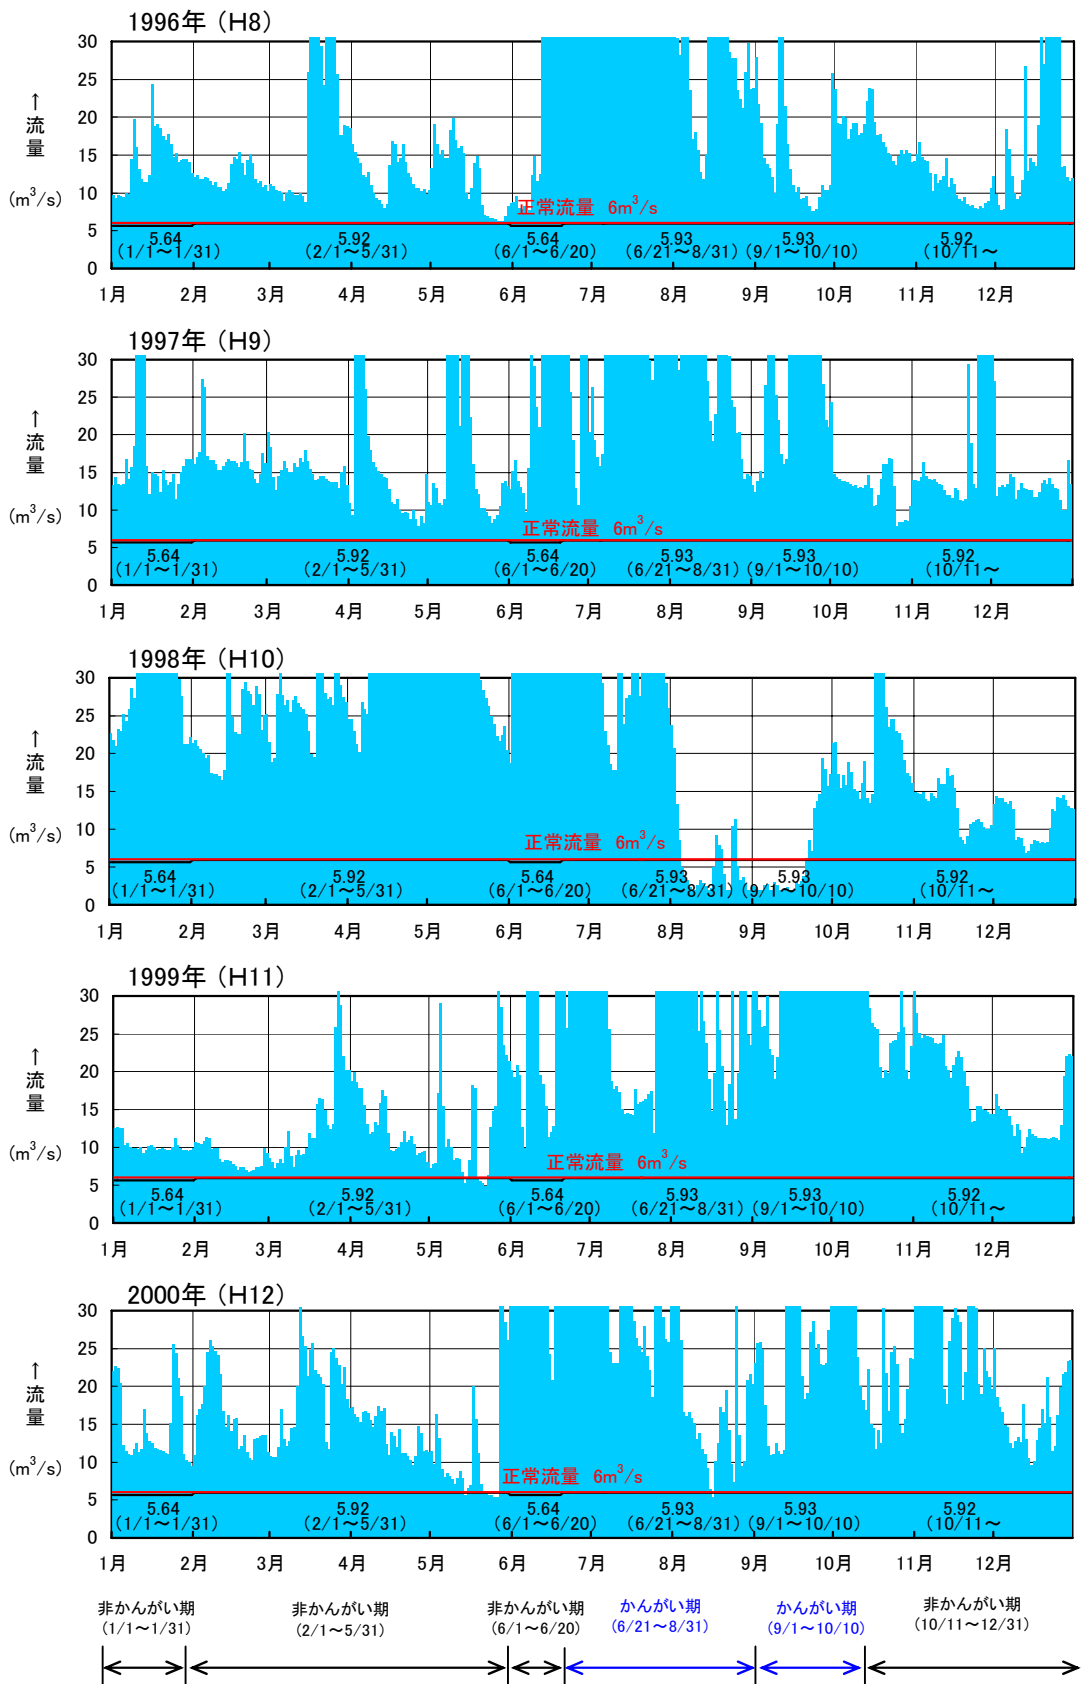 1996年 (H8)
30
25
20
15
10
5
0
↑
流
量
(m³/s)
正常流量 6m³/s
5.64
(1/1～1/31)
5.92
(2/1～5/31)
5.64
(6/1～6/20)
5.93
(6/21～8/31)
5.93
(9/1～10/10)
5.92
(10/11～
1月 2月 3月 4月 5月 6月 7月 8月 9月 10月 11月 12月
1997年 (H9)
30
25
20
15
10
5
0
↑
流
量
(m³/s)
正常流量 6m³/s
5.64
(1/1～1/31)
5.92
(2/1～5/31)
5.64
(6/1～6/20)
5.93
(6/21～8/31)
5.93
(9/1～10/10)
5.92
(10/11～
1月 2月 3月 4月 5月 6月 7月 8月 9月 10月 11月 12月
1998年 (H10)
30
25
20
15
10
5
0
↑
流
量
(m³/s)
正常流量 6m³/s
5.64
(1/1～1/31)
5.92
(2/1～5/31)
5.64
(6/1～6/20)
5.93
(6/21～8/31)
5.93
(9/1～10/10)
5.92
(10/11～
1月 2月 3月 4月 5月 6月 7月 8月 9月 10月 11月 12月
1999年 (H11)
30
25
20
15
10
5
0
↑
流
量
(m³/s)
正常流量 6m³/s
5.64
(1/1～1/31)
5.92
(2/1～5/31)
5.64
(6/1～6/20)
5.93
(6/21～8/31)
5.93
(9/1～10/10)
5.92
(10/11～
1月 2月 3月 4月 5月 6月 7月 8月 9月 10月 11月 12月
2000年 (H12)
30
25
20
15
10
5
0
↑
流
量
(m³/s)
正常流量 6m³/s
5.64
(1/1～1/31)
5.92
(2/1～5/31)
5.64
(6/1～6/20)
5.93
(6/21～8/31)
5.93
(9/1～10/10)
5.92
(10/11～
1月 2月 3月 4月 5月 6月 7月 8月 9月 10月 11月 12月
非かんがい期
(1/1～1/31)
非かんがい期
(2/1～5/31)
非かんがい期
(6/1～6/20)
かんがい期
(6/21～8/31)
かんがい期
(9/1～10/10)
非かんがい期
(10/11～12/31)